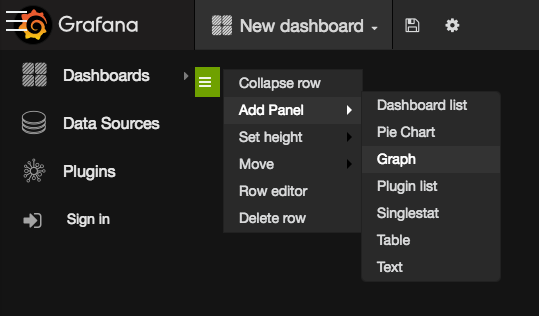 Grafana
New dashboard
Dashboards
Data Sources
Plugins
Sign in
Collapse row
Add Panel
Set height
Move
Row editor
Delete row
Dashboard list
Pie Chart
Graph
Plugin list
Singlestat
Table
Text